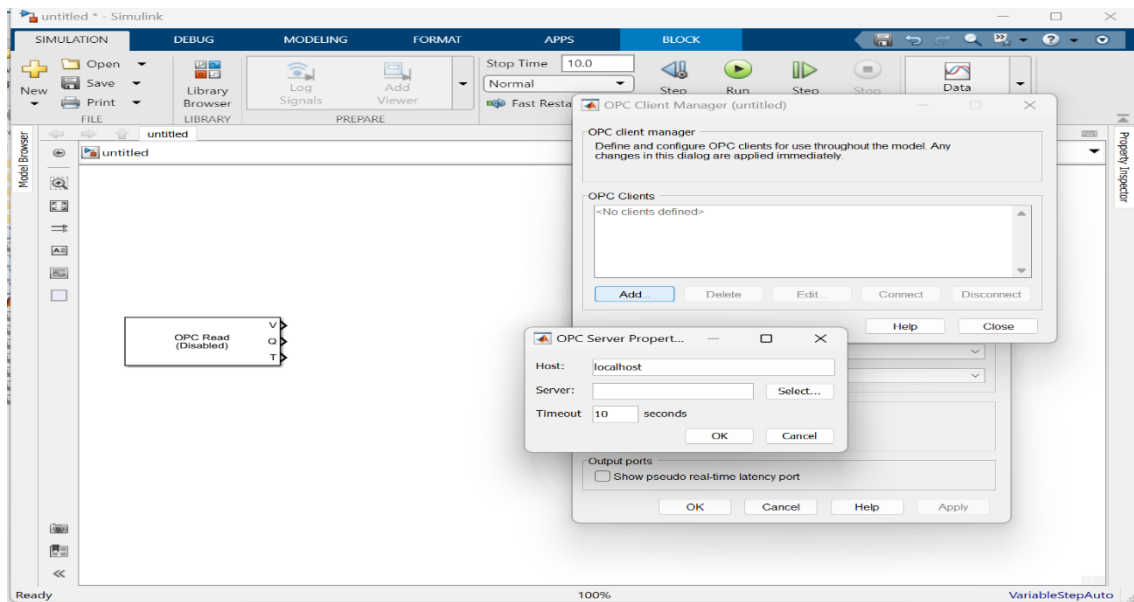 untitled * - Simulink
SIMULATION DEBUG MODELING FORMAT APPS BLOCK
New
Open
Save
Print
FILE
Library Browser
LIBRARY
Log Signals
Add Viewer
PREPARE
Stop Time 10.0
Normal
Fast Resta
Step
Run
Step
Stop
Data
Model Browser
untitled
untitled
Property Inspector
OPC Read
(Disabled)
V
Q
T
OPC Client Manager (untitled)
OPC client manager
Define and configure OPC clients for use throughout the model. Any
changes in this dialog are applied immediately.
OPC Clients
<No clients defined>
Add... Delete Edit... Connect Disconnect
Help Close
OPC Server Propert...
Host: localhost
Server: Select...
Timeout 10 seconds
OK Cancel
Output ports
Show pseudo real-time latency port
OK Cancel Help Apply
Ready 100% VariableStepAuto